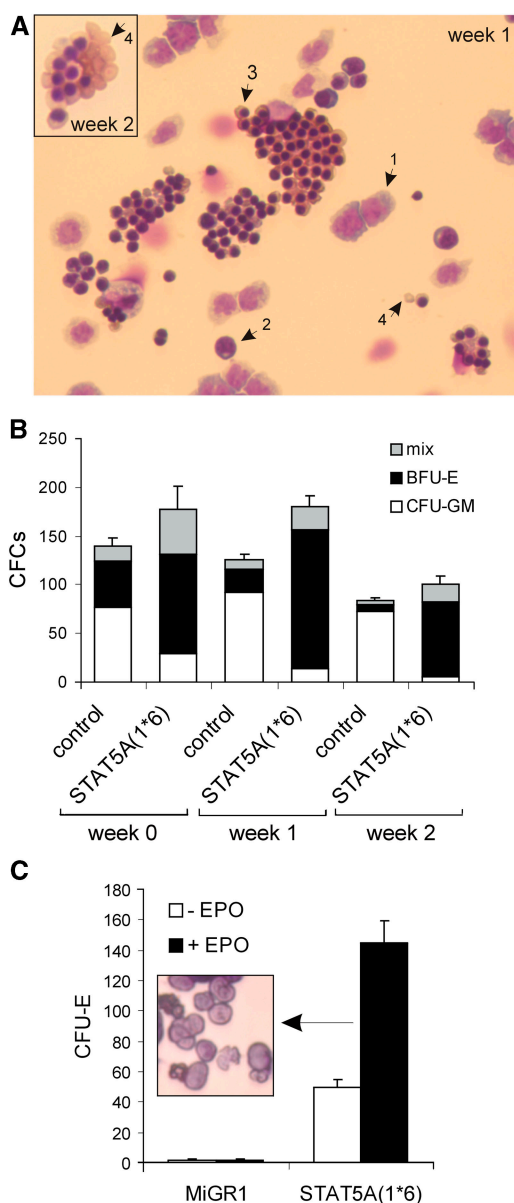 A
4
week 2
week 1
3
1
2
4
B
250
200
150
100
50
0
CFCs
mix
BFU-E
CFU-GM
control
STAT5A(1*6)
control
STAT5A(1*6)
control
STAT5A(1*6)
week 0
week 1
week 2
C
180
160
140
120
100
80
60
40
20
0
CFU-E
- EPO
+ EPO
MiGR1
STAT5A(1*6)